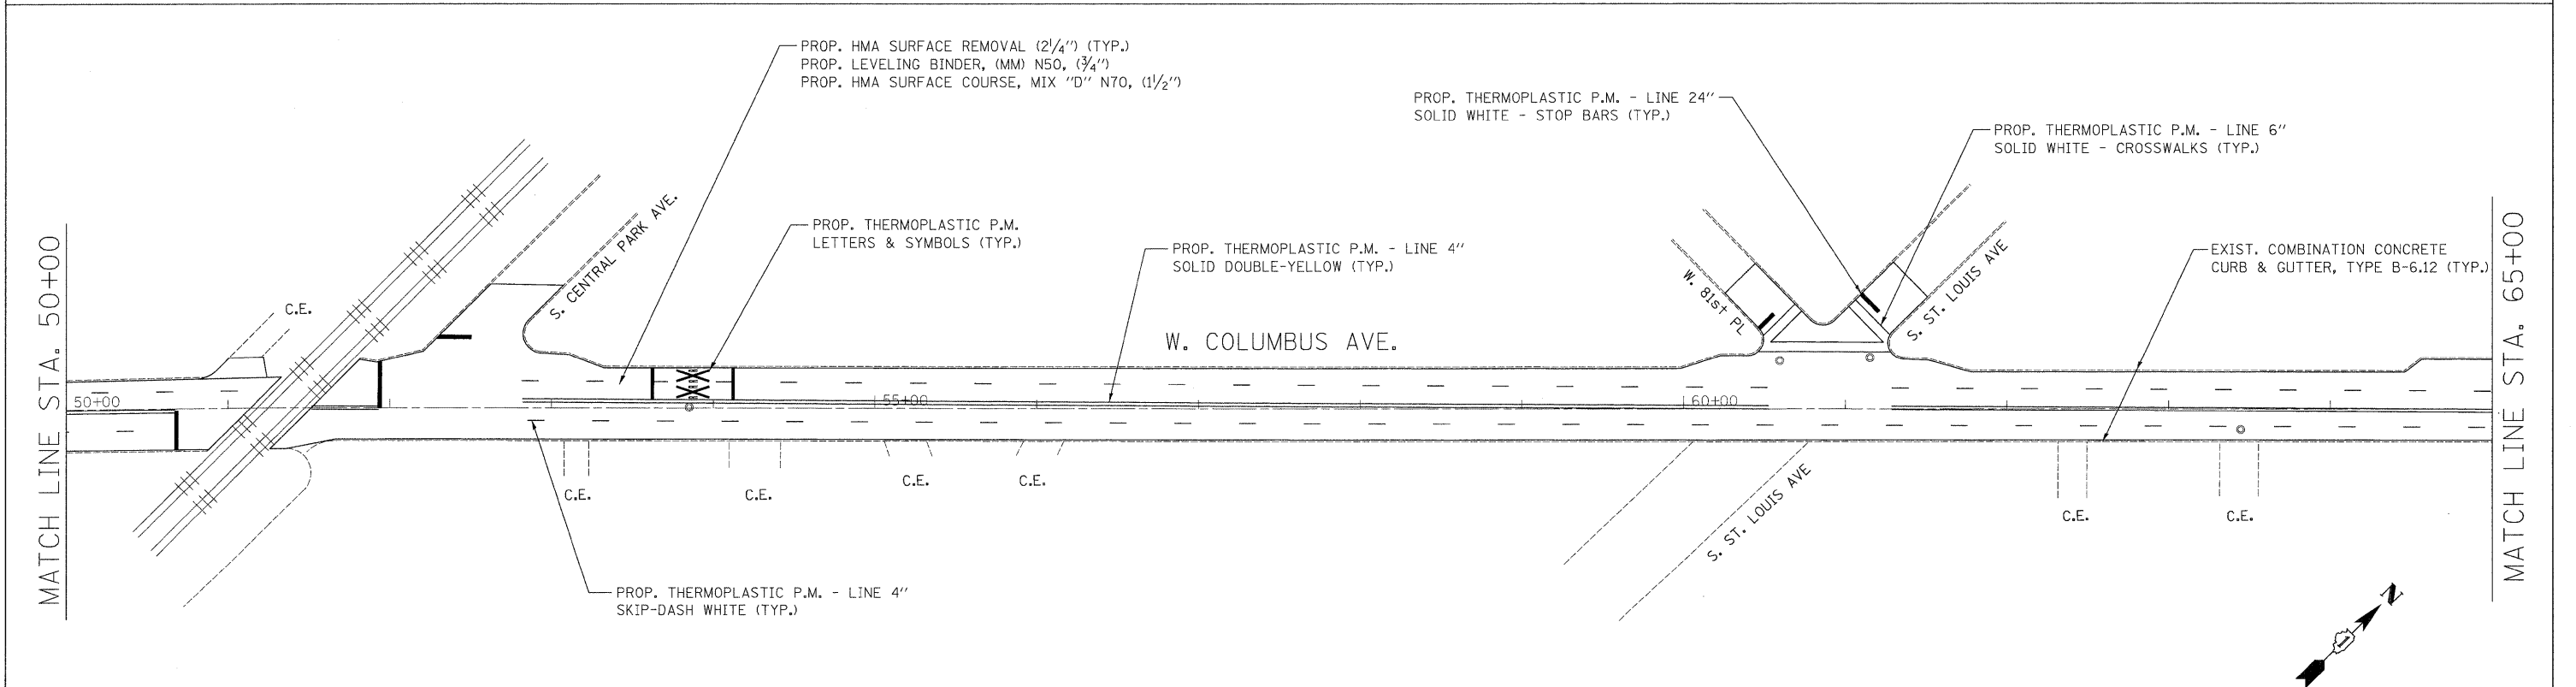 PROP. HMA SURFACE REMOVAL (2 1/4") (TYP.)
PROP. LEVELING BINDER, (MM) N50, (3/4")
PROP. HMA SURFACE COURSE, MIX "D" N70, (1 1/2")
PROP. THERMOPLASTIC P.M. - LINE 24"
SOLID WHITE - STOP BARS (TYP.)
PROP. THERMOPLASTIC P.M. - LINE 6"
SOLID WHITE - CROSSWALKS (TYP.)
PROP. THERMOPLASTIC P.M.
LETTERS & SYMBOLS (TYP.)
PROP. THERMOPLASTIC P.M. - LINE 4"
SOLID DOUBLE-YELLOW (TYP.)
EXIST. COMBINATION CONCRETE
CURB & GUTTER, TYPE B-6.12 (TYP.)
MATCH LINE STA. 50+00
C.E.
S. CENTRAL PARK AVE.
W. COLUMBUS AVE.
W. 81st PL
S. ST. LOUIS AVE
MATCH LINE STA. 65+00
50+00
55+00
60+00
C.E.
C.E.
C.E.
C.E.
S. ST. LOUIS AVE
C.E.
C.E.
PROP. THERMOPLASTIC P.M. - LINE 4"
SKIP-DASH WHITE (TYP.)
N